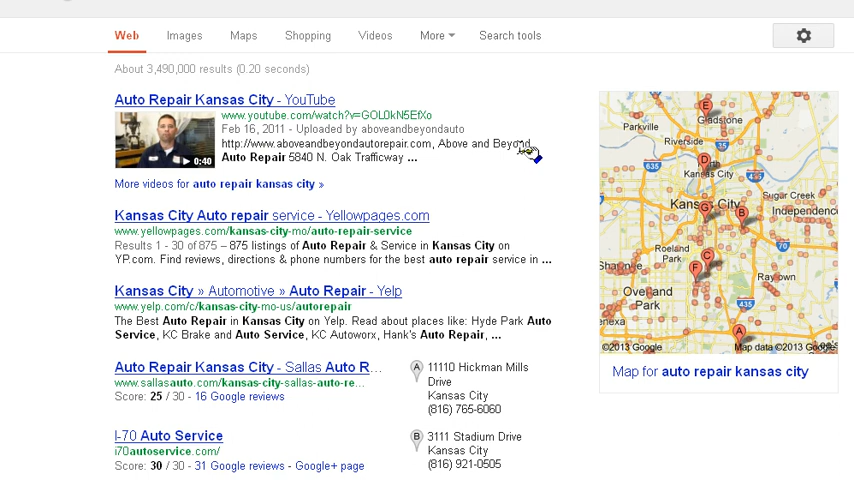 Web Images Maps Shopping Videos More Search tools
About 3,490,000 results (0.20 seconds)
Auto Repair Kansas City - YouTube
www.youtube.com/watch?v=GOL0kN5EfXo
Feb 16, 2011 - Uploaded by aboveandbeyondauto
http://www.aboveandbeyondautorepair.com, Above and Beyond
Auto Repair 5840 N. Oak Trafficway ...
0:40
More videos for auto repair kansas city »
Kansas City Auto repair service - Yellowpages.com
www.yellowpages.com/kansas-city-mo/auto-repair-service
Results 1 - 30 of 875 – 875 listings of Auto Repair & Service in Kansas City on
YP.com. Find reviews, directions & phone numbers for the best auto repair service in ...
Kansas City » Automotive » Auto Repair - Yelp
www.yelp.com/c/kansas-city-mo-us/autorepair
The Best Auto Repair in Kansas City on Yelp. Read about places like: Hyde Park Auto
Service, KC Brake and Auto Service, KC Autoworx, Hank's Auto Repair, ...
Auto Repair Kansas City - Sallas Auto R...
www.sallasauto.com/kansas-city-sallas-auto-re...
Score: 25 / 30 - 16 Google reviews
A
11110 Hickman Mills
Drive
Kansas City
(816) 765-6060
I-70 Auto Service
i70autoservice.com/
Score: 30 / 30 - 31 Google reviews - Google+ page
B
3111 Stadium Drive
Kansas City
(816) 921-0505
E
Gladstone
Parkville
Riverside
635
435
D
North
Kansas City
Sugar Creek
Kansas City
G
B
Independence
70
Roeland
Park
C
F
Shawnee
Raytown
Overland
Park
435
Lenexa
A
©2013 Google
Map data ©2013 Google
Map for auto repair kansas city